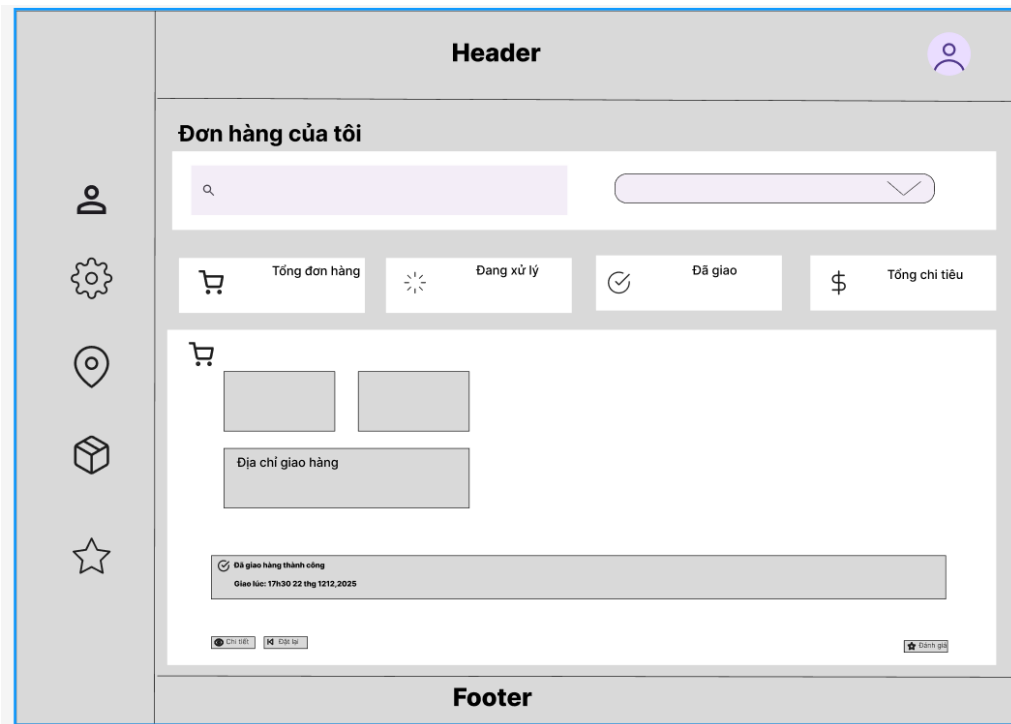 Header
Đơn hàng của tôi
Tổng đơn hàng
Đang xử lý
Đã giao
Tổng chi tiêu
Địa chỉ giao hàng
Đã giao hàng thành công
Giao lúc: 17h30 22 thg 1212,2025
Chi tiết
Đặt lại
Đánh giá
Footer